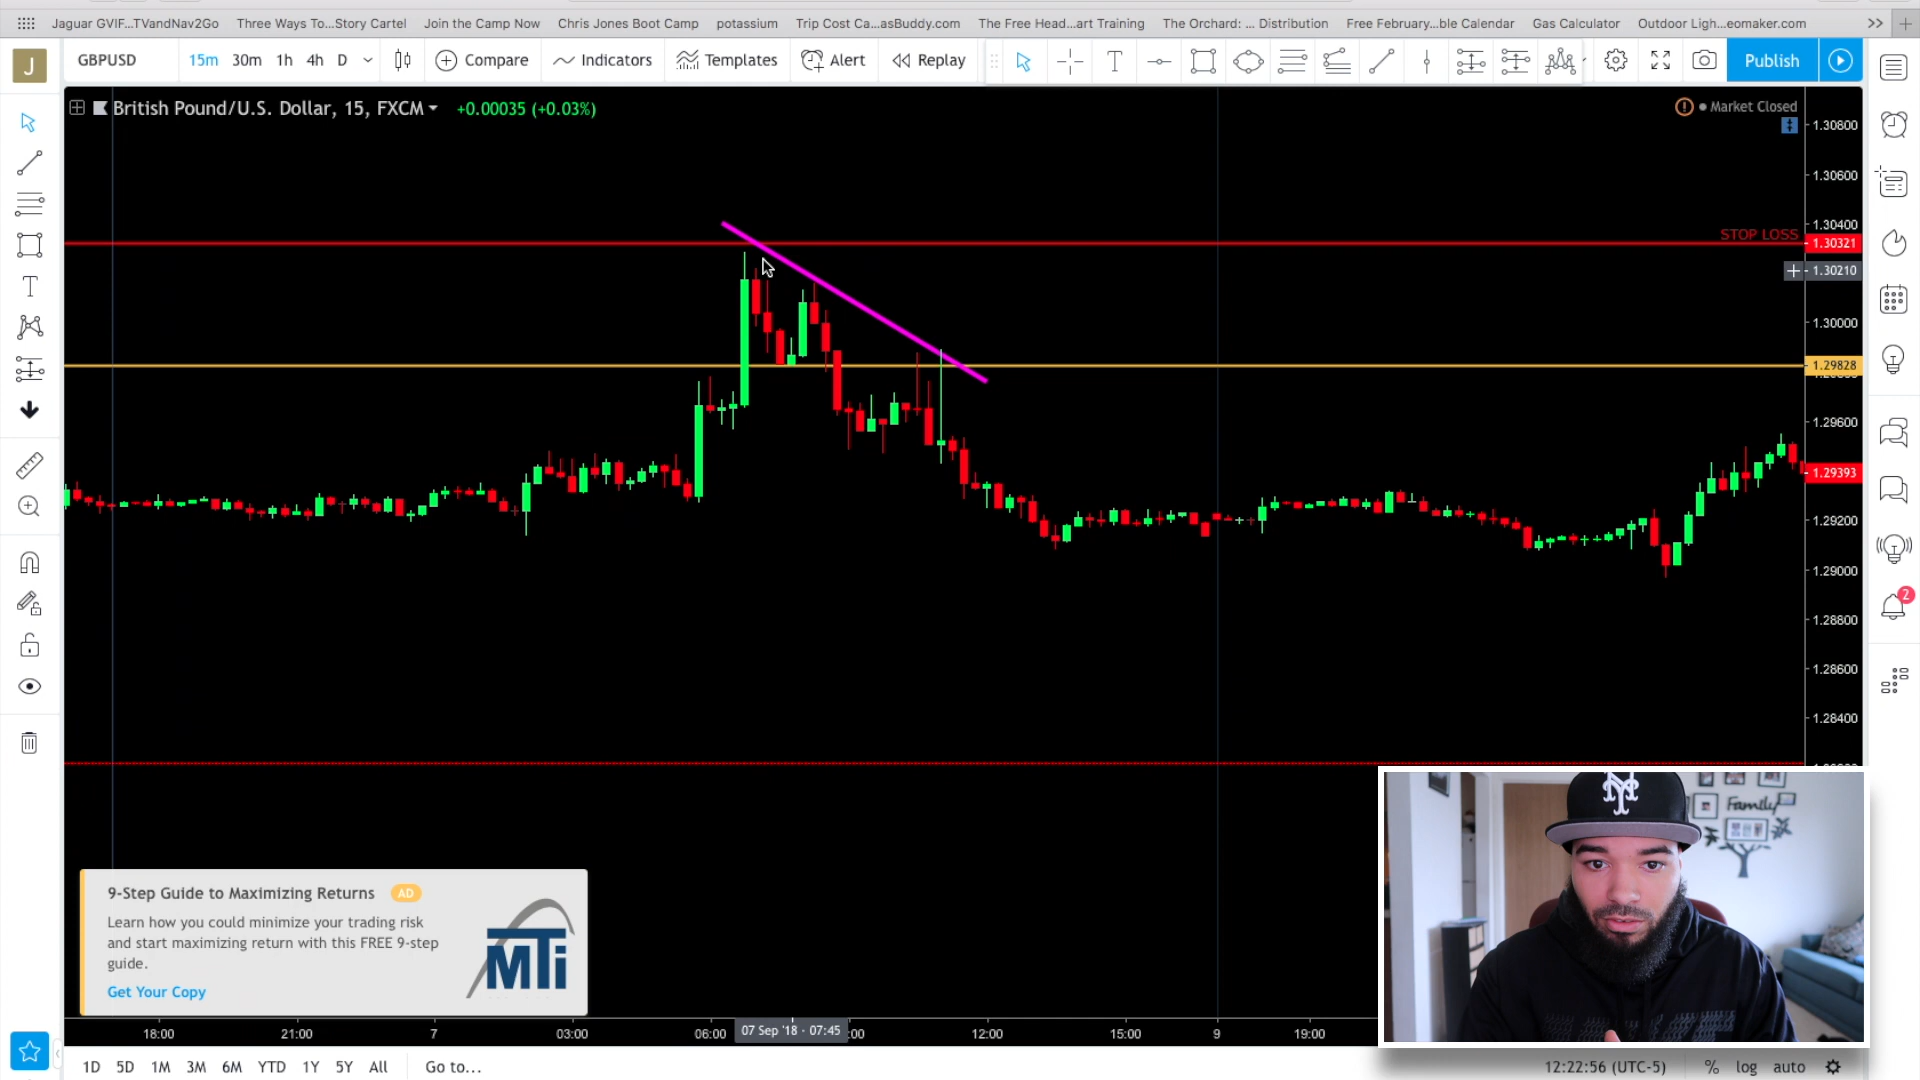 Jaguar GVIF...TVandNav2Go Three Ways To...Story Cartel Join the Camp Now Chris Jones Boot Camp potassium Trip Cost Ca...asBuddy.com The Free Head...art Training The Orchard: ... Distribution Free February...ble Calendar Gas Calculator Outdoor Ligh...eomaker.com
J GBPUSD 15m 30m 1h 4h D Compare Indicators Templates Alert Replay T Publish
British Pound/U.S. Dollar, 15, FXCM +0.00035 (+0.03%)
Market Closed
1.30800
1.30600
1.30400
STOP LOSS 1.30321
1.30210
1.30000
1.29828
1.29600
1.29393
1.29200
1.29000
1.28800
1.28600
1.28400
2
T
Family
9-Step Guide to Maximizing Returns AD
Learn how you could minimize your trading risk
and start maximizing return with this FREE 9-step
guide.
Get Your Copy
MTi
18:00 21:00 7 03:00 06:00 07 Sep '18 - 07:45 :00 12:00 15:00 9 19:00
1D 5D 1M 3M 6M YTD 1Y 5Y All Go to... 12:22:56 (UTC-5) % log auto